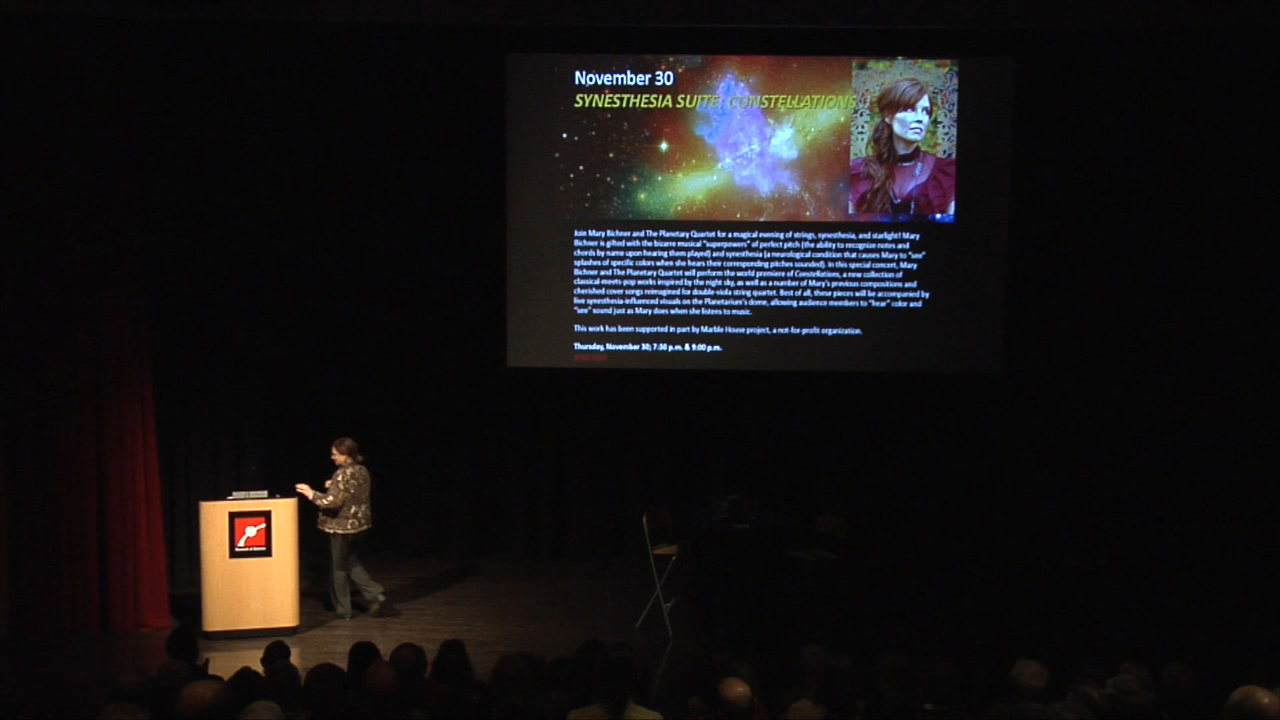 November 30
SYNESTHESIA SUITE: CONSTELLATIONS
Join Mary Bichner and The Planetary Quartet for a magical evening of strings, synesthesia, and starlight! Mary
Bichner is gifted with the bizarre musical "superpowers" of perfect pitch (the ability to recognize notes and
chords by name upon hearing them played) and synesthesia (a neurological condition that causes Mary to "see"
splashes of specific colors when she hears their corresponding pitches sounded). In this special concert, Mary
Bichner and The Planetary Quartet will perform the world premiere of Constellations, a new collection of
classical-meets-pop works inspired by the night sky, as well as a number of Mary's previous compositions and
cherished cover songs reimagined for double-viola string quartet. Best of all, these pieces will be accompanied by
live synesthesia-influenced visuals on the Planetarium's dome, allowing audience members to "hear" color and
"see" sound just as Mary does when she listens to music.
This work has been supported in part by Marble House project, a not-for-profit organization.
Thursday, November 30; 7:30 p.m. & 9:00 p.m.
Museum of Science